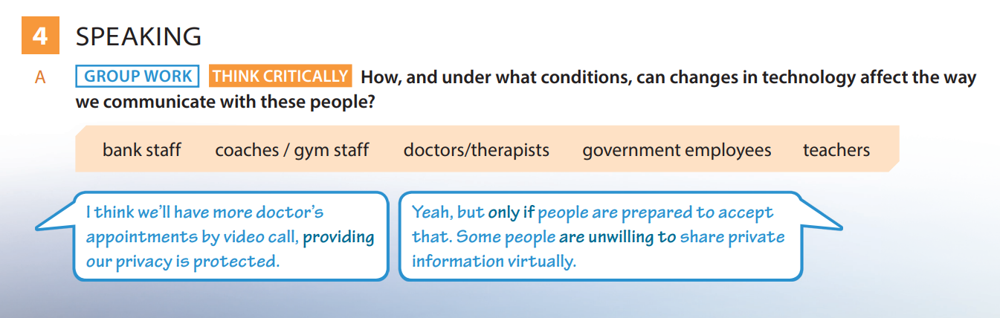 4 SPEAKING
A GROUP WORK THINK CRITICALLY How, and under what conditions, can changes in technology affect the way
we communicate with these people?
bank staff coaches / gym staff doctors/therapists government employees teachers
I think we'll have more doctor's
appointments by video call, providing
our privacy is protected.
Yeah, but only if people are prepared to accept
that. Some people are unwilling to share private
information virtually.